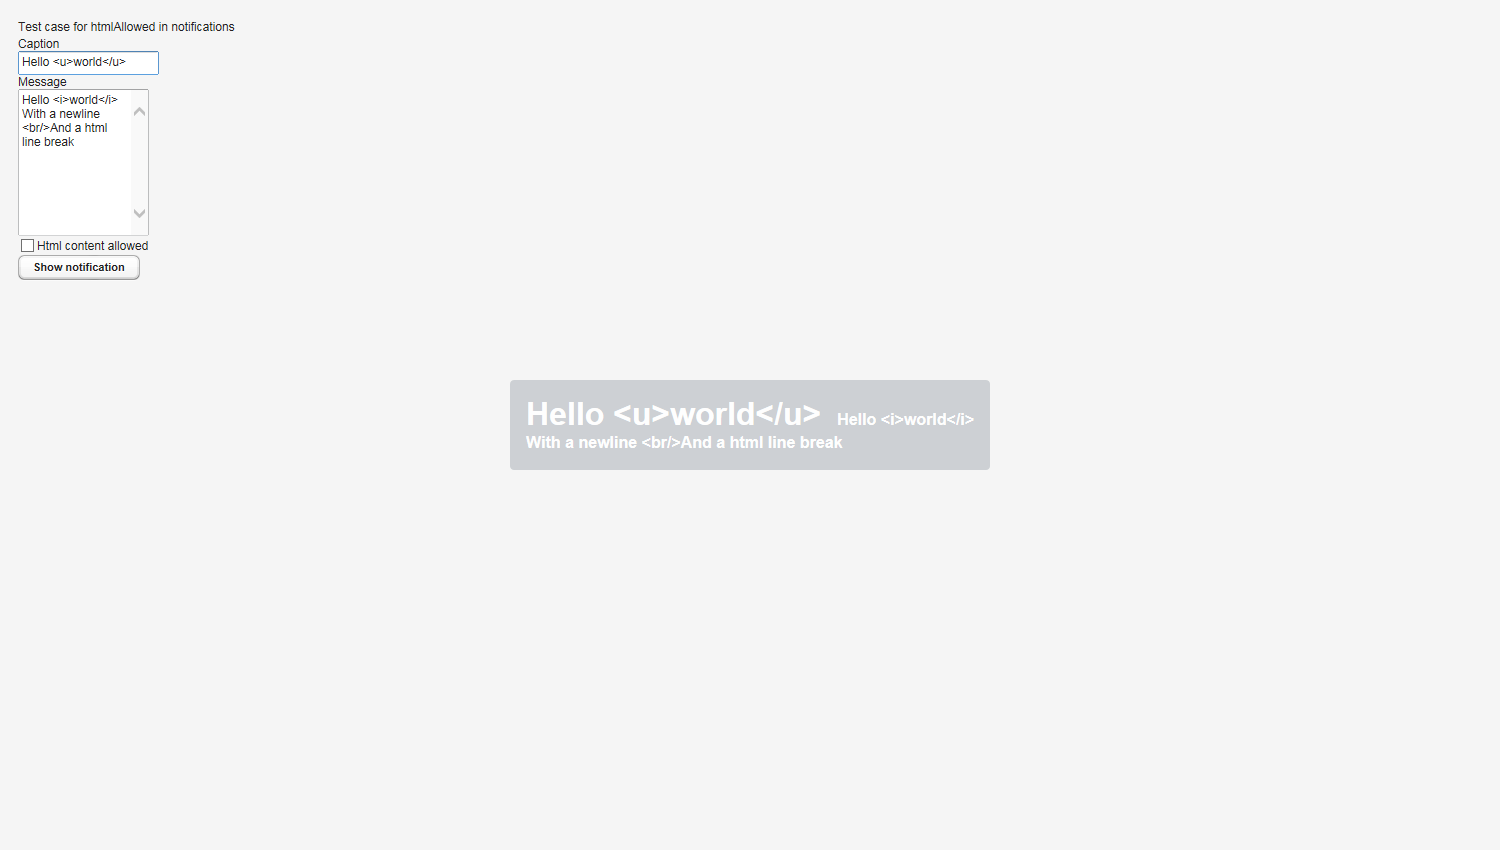 Test case for htmlAllowed in notifications
Caption
Hello <u>world</u>
Message
Hello <i>world</i>
With a newline
<br/>And a html
line break
Html content allowed
Show notification
Hello <u>world</u> Hello <i>world</i>
With a newline <br/>And a html line break